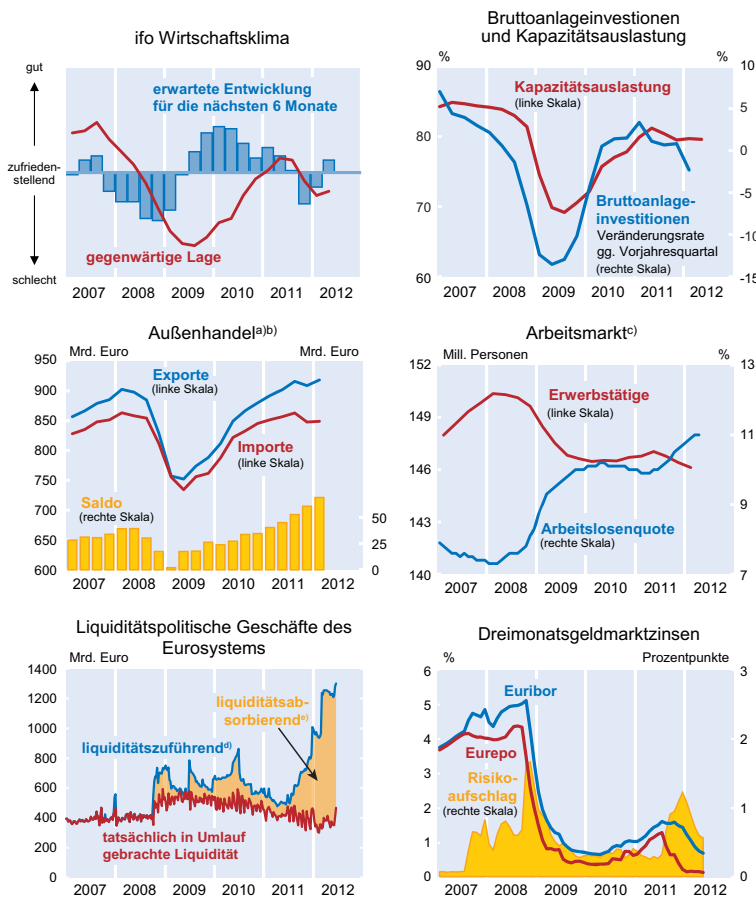 ifo Wirtschaftsklima
gut
zufrieden-
stellend
schlecht
erwartete Entwicklung
für die nächsten 6 Monate
gegenwärtige Lage
2007 2008 2009 2010 2011 2012
Bruttoanlageinvestionen
und Kapazitätsauslastung
% %
90 10
80 5
70 0
60 -5
-10
-15
Kapazitätsauslastung
(linke Skala)
Bruttoanlage-
investitionen
Veränderungsrate
gg. Vorjahresquartal
(rechte Skala)
2007 2008 2009 2010 2011 2012
Außenhandelᵃ⁾ᵇ⁾
Mrd. Euro Mrd. Euro
950
900
850
800
750
700
650
600
50
25
0
Exporte
(linke Skala)
Importe
(linke Skala)
Saldo
(rechte Skala)
2007 2008 2009 2010 2011 2012
Arbeitsmarktᶜ⁾
Mill. Personen %
152 13
149 11
146 9
143 7
140
Erwerbstätige
(linke Skala)
Arbeitslosenquote
(rechte Skala)
2007 2008 2009 2010 2011 2012
Liquiditätspolitische Geschäfte des
Eurosystems
Mrd. Euro
1400
1200
1000
800
600
400
200
0
liquiditätsab-
sorbierendᵉ⁾
liquiditätszuführendᵈ⁾
tatsächlich in Umlauf
gebrachte Liquidität
2007 2008 2009 2010 2011 2012
Dreimonatsgeldmarktzinsen
% Prozentpunkte
6 3
5 2
4 1
3 0
2
1
0
Euribor
Eurepo
Risiko-
aufschlag
(rechte Skala)
2007 2008 2009 2010 2011 2012